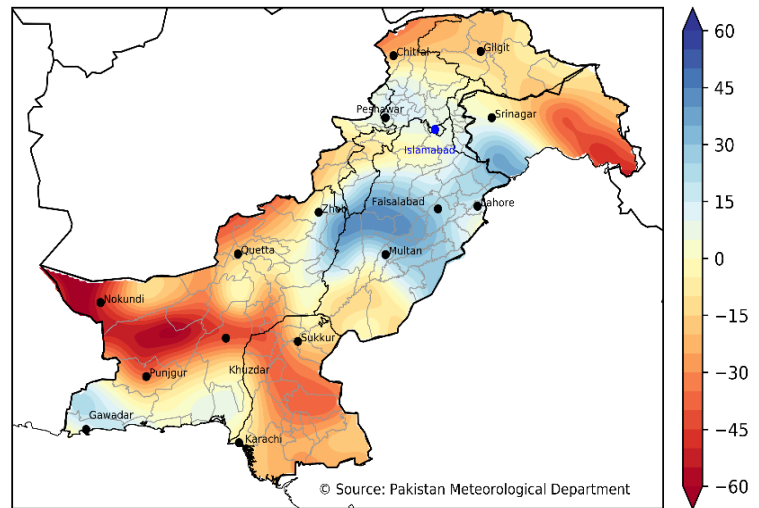 Chitral
Gilgit
Peshawar
Srinagar
Islamabad
Zhob
Faisalabad
Lahore
Quetta
Multan
Nokundi
Sukkur
Punjgur
Khuzdar
Gawadar
Karachi
© Source: Pakistan Meteorological Department
60
45
30
15
0
−15
−30
−45
−60